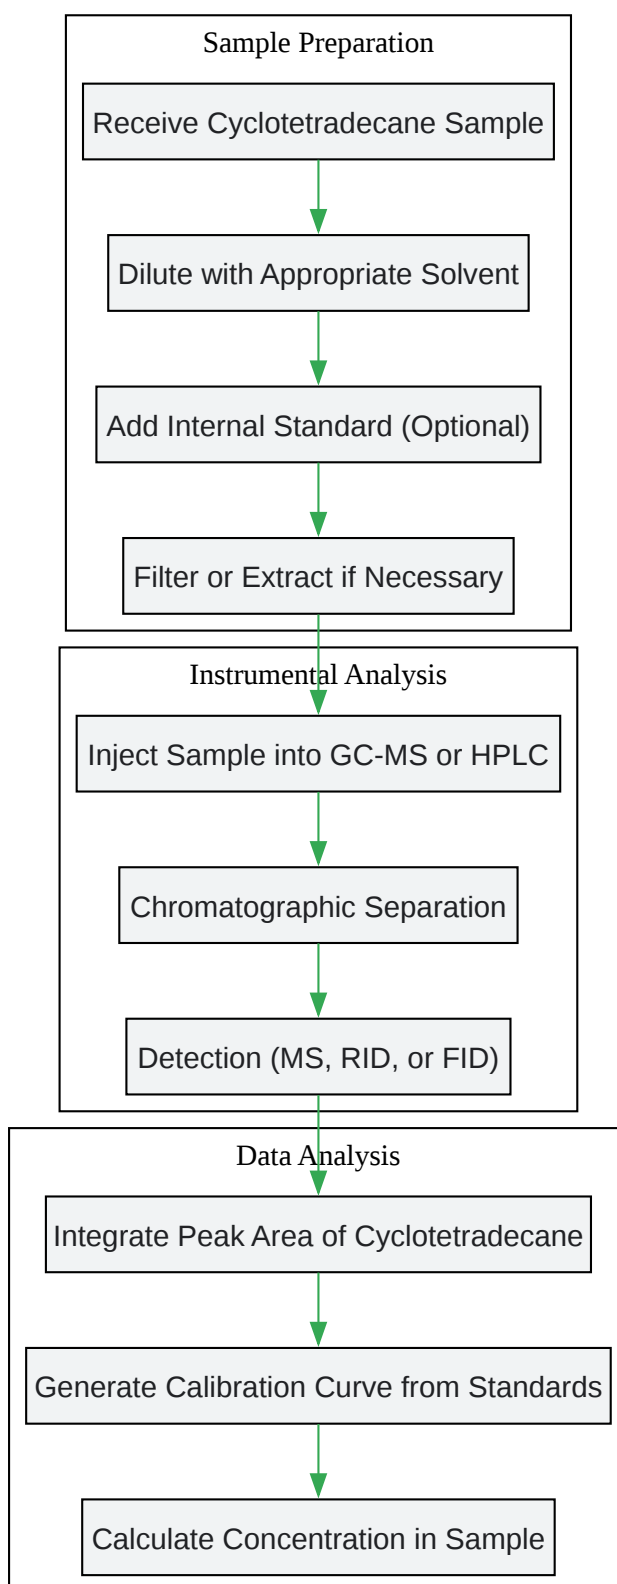 Sample Preparation
Receive Cyclotetradecane Sample
Dilute with Appropriate Solvent
Add Internal Standard (Optional)
Filter or Extract if Necessary
Instrumental Analysis
Inject Sample into GC-MS or HPLC
Chromatographic Separation
Detection (MS, RID, or FID)
Data Analysis
Integrate Peak Area of Cyclotetradecane
Generate Calibration Curve from Standards
Calculate Concentration in Sample